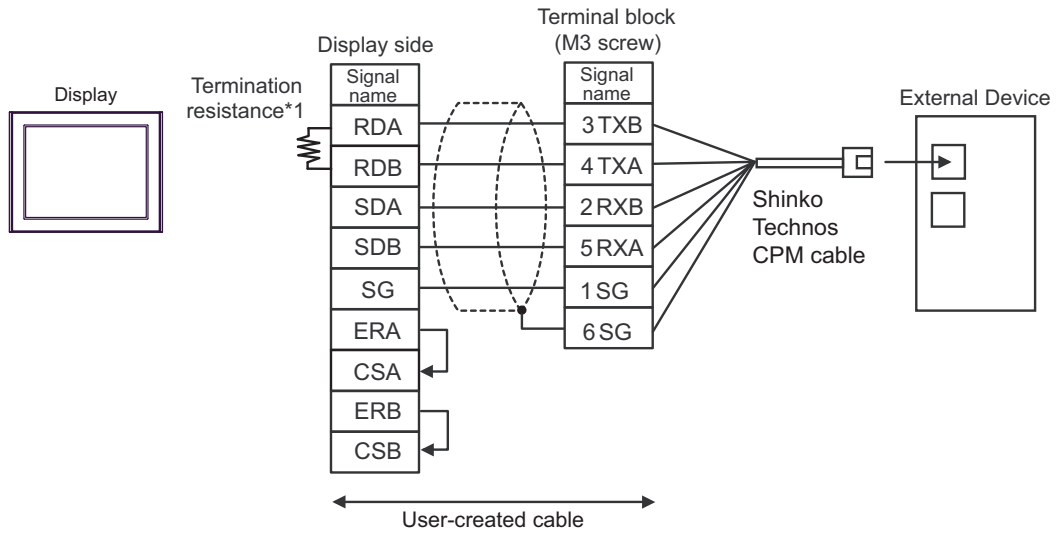 Terminal block
(M3 screw)
Display side
Display
Termination
resistance*1
External Device
Signal
name
RDA
RDB
SDA
SDB
SG
ERA
CSA
ERB
CSB
Signal
name
3 TXB
4 TXA
2 RXB
5 RXA
1 SG
6 SG
Shinko
Technos
CPM cable
User-created cable